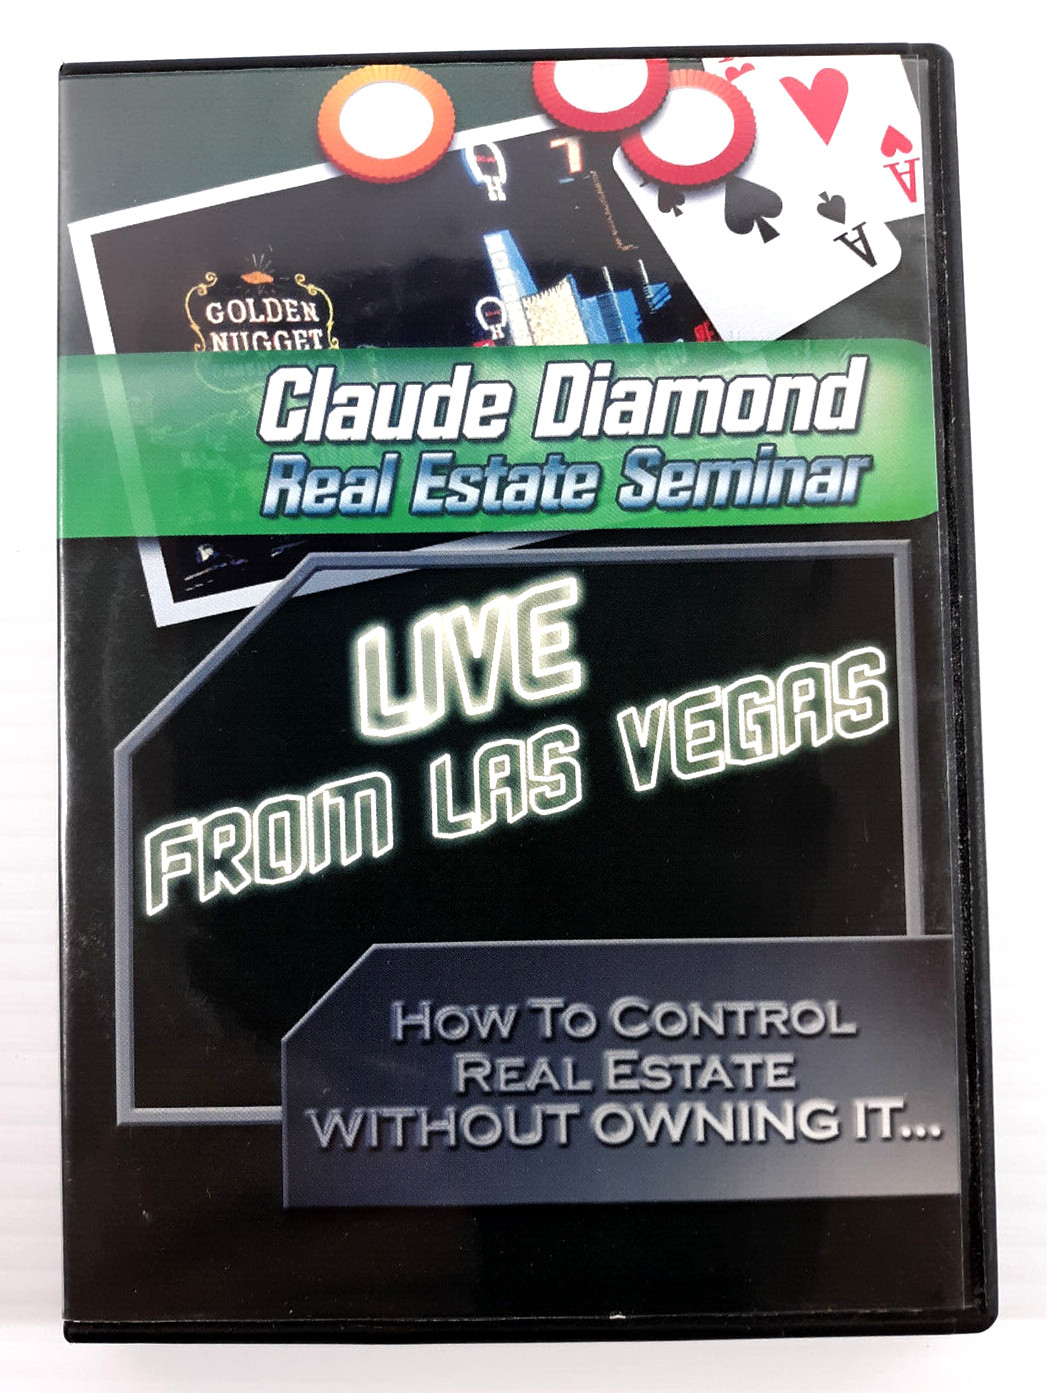 A
A
7
GOLDEN
NUGGET
Claude Diamond
Real Estate Seminar
LIVE
FROM LAS VEGAS
HOW TO CONTROL
REAL ESTATE
WITHOUT OWNING IT...